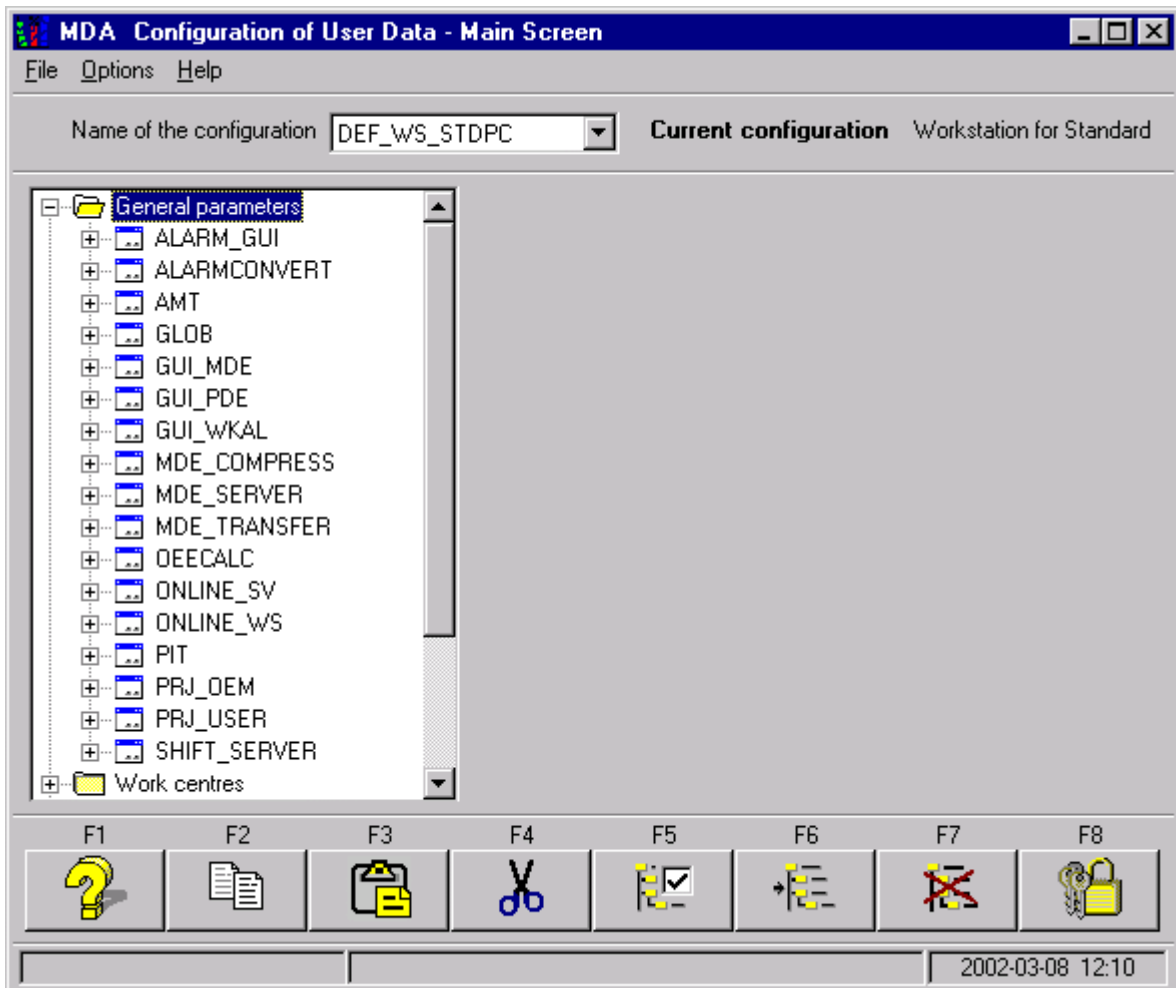 MDA Configuration of User Data - Main Screen
File Options Help
Name of the configuration DEF_WS_STDPC Current configuration Workstation for Standard
General parameters
ALARM_GUI
ALARMCONVERT
AMT
GLOB
GUI_MDE
GUI_PDE
GUI_WKAL
MDE_COMPRESS
MDE_SERVER
MDE_TRANSFER
OEECALC
ONLINE_SV
ONLINE_WS
PIT
PRJ_OEM
PRJ_USER
SHIFT_SERVER
Work centres
F1 F2 F3 F4 F5 F6 F7 F8
2002-03-08 12:10